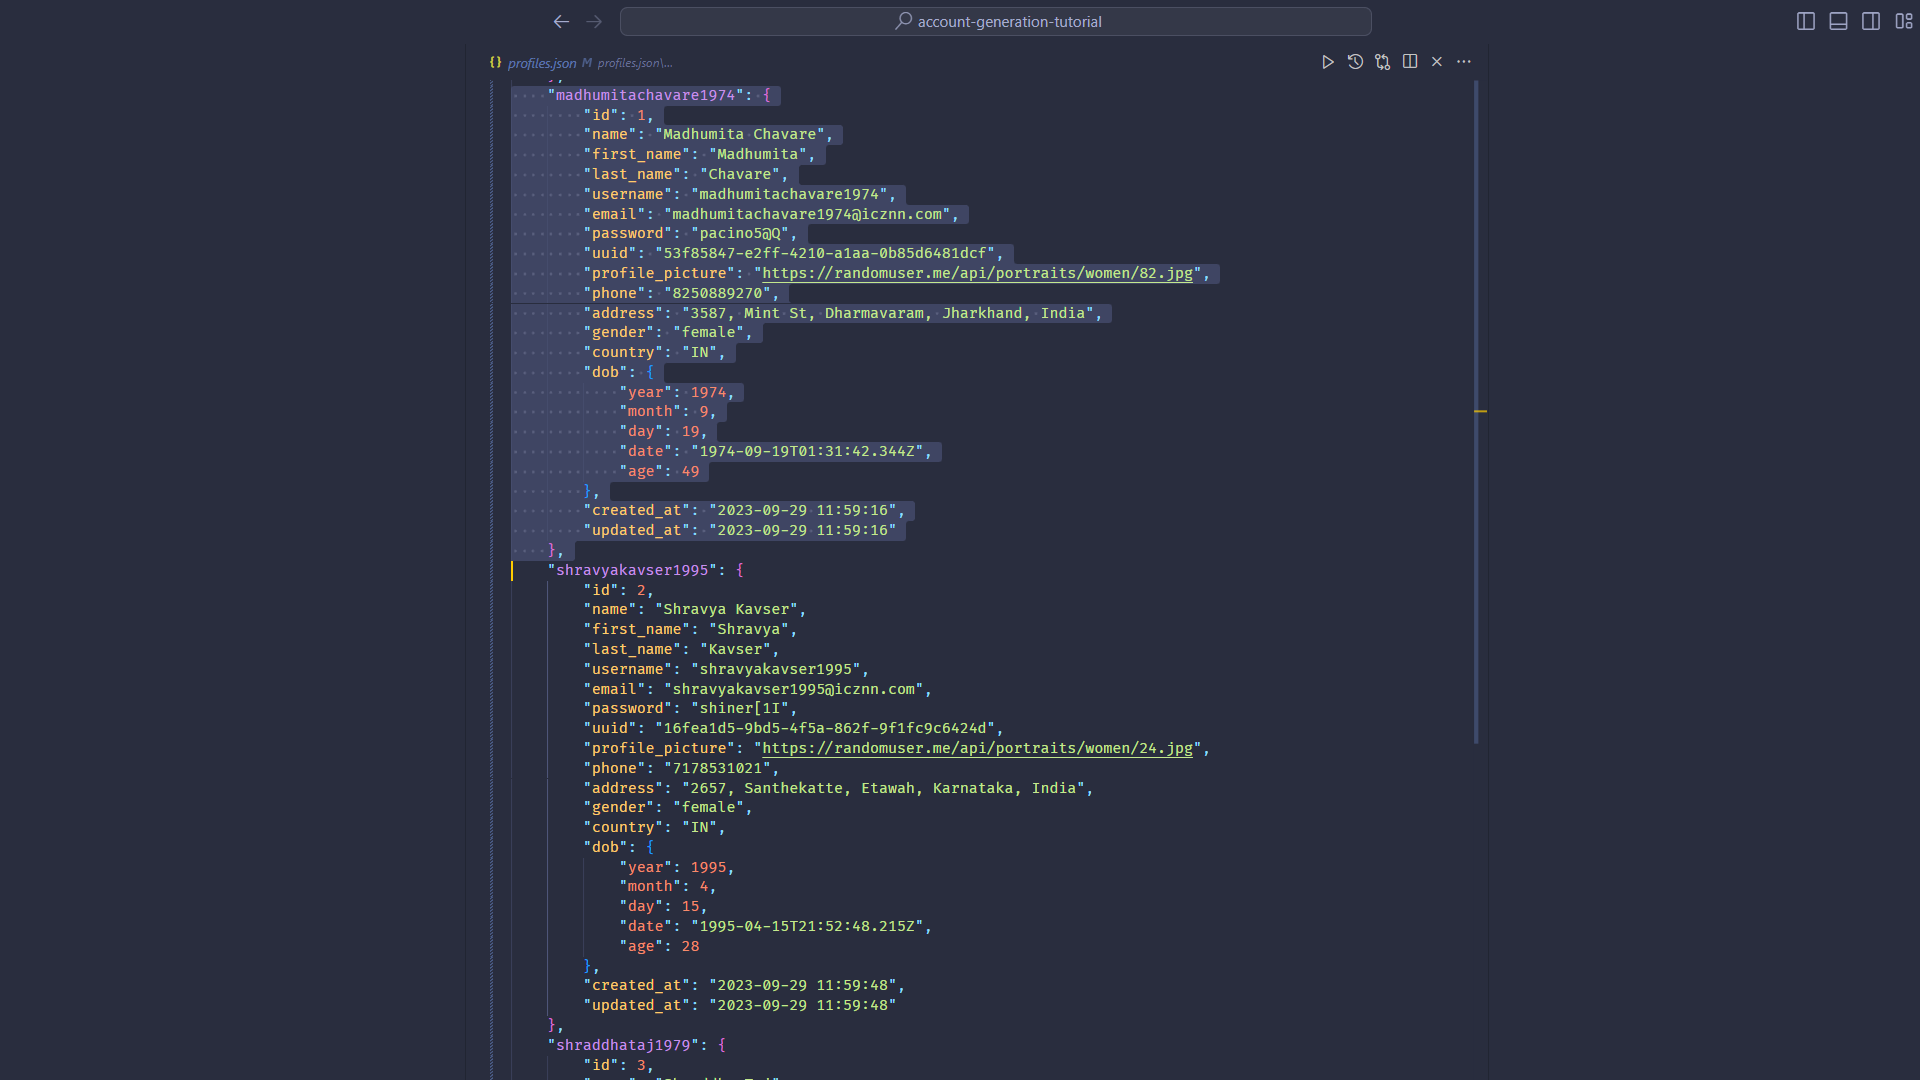 account-generation-tutorial
{} profiles.json M profiles.json\...
"madhumitachavare1974": {
"id": 1,
"name": "Madhumita Chavare",
"first_name": "Madhumita",
"last_name": "Chavare",
"username": "madhumitachavare1974",
"email": "madhumitachavare1974@icznn.com",
"password": "pacino5@Q",
"uuid": "53f85847-e2ff-4210-a1aa-0b85d6481dcf",
"profile_picture": "https://randomuser.me/api/portraits/women/82.jpg",
"phone": "8250889270",
"address": "3587, Mint St, Dharmavaram, Jharkhand, India",
"gender": "female",
"country": "IN",
"dob": {
"year": 1974,
"month": 9,
"day": 19,
"date": "1974-09-19T01:31:42.344Z",
"age": 49
},
"created_at": "2023-09-29 11:59:16",
"updated_at": "2023-09-29 11:59:16"
},
"shravyakavser1995": {
"id": 2,
"name": "Shravya Kavser",
"first_name": "Shravya",
"last_name": "Kavser",
"username": "shravyakavser1995",
"email": "shravyakavser1995@icznn.com",
"password": "shiner[1I",
"uuid": "16fea1d5-9bd5-4f5a-862f-9f1fc9c6424d",
"profile_picture": "https://randomuser.me/api/portraits/women/24.jpg",
"phone": "7178531021",
"address": "2657, Santhekatte, Etawah, Karnataka, India",
"gender": "female",
"country": "IN",
"dob": {
"year": 1995,
"month": 4,
"day": 15,
"date": "1995-04-15T21:52:48.215Z",
"age": 28
},
"created_at": "2023-09-29 11:59:48",
"updated_at": "2023-09-29 11:59:48"
},
"shraddhataj1979": {
"id": 3,